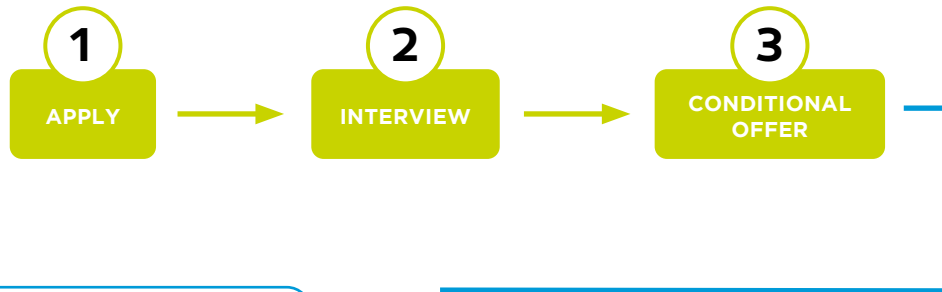 1
2
3
APPLY
INTERVIEW
CONDITIONAL
OFFER